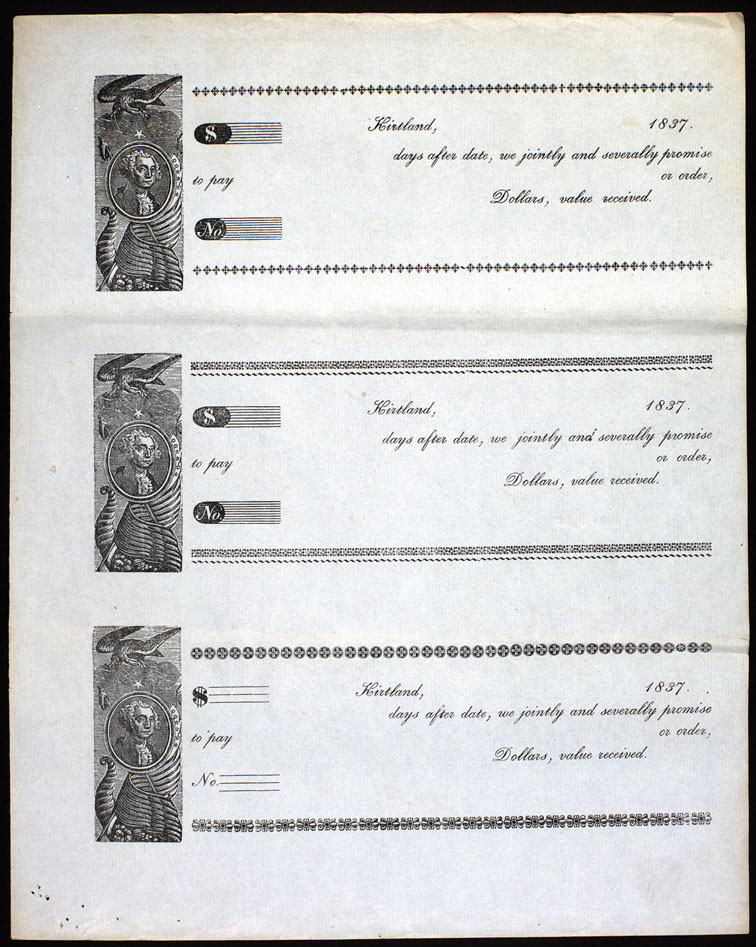 $ Kirtland, 1837.
days after date, we jointly and severally promise
to pay or order,
Dollars, value received.
No.
$ Kirtland, 1837.
days after date, we jointly and severally promise
to pay or order,
Dollars, value received.
No.
$ Kirtland, 1837.
days after date, we jointly and severally promise
to pay or order,
Dollars, value received.
No.